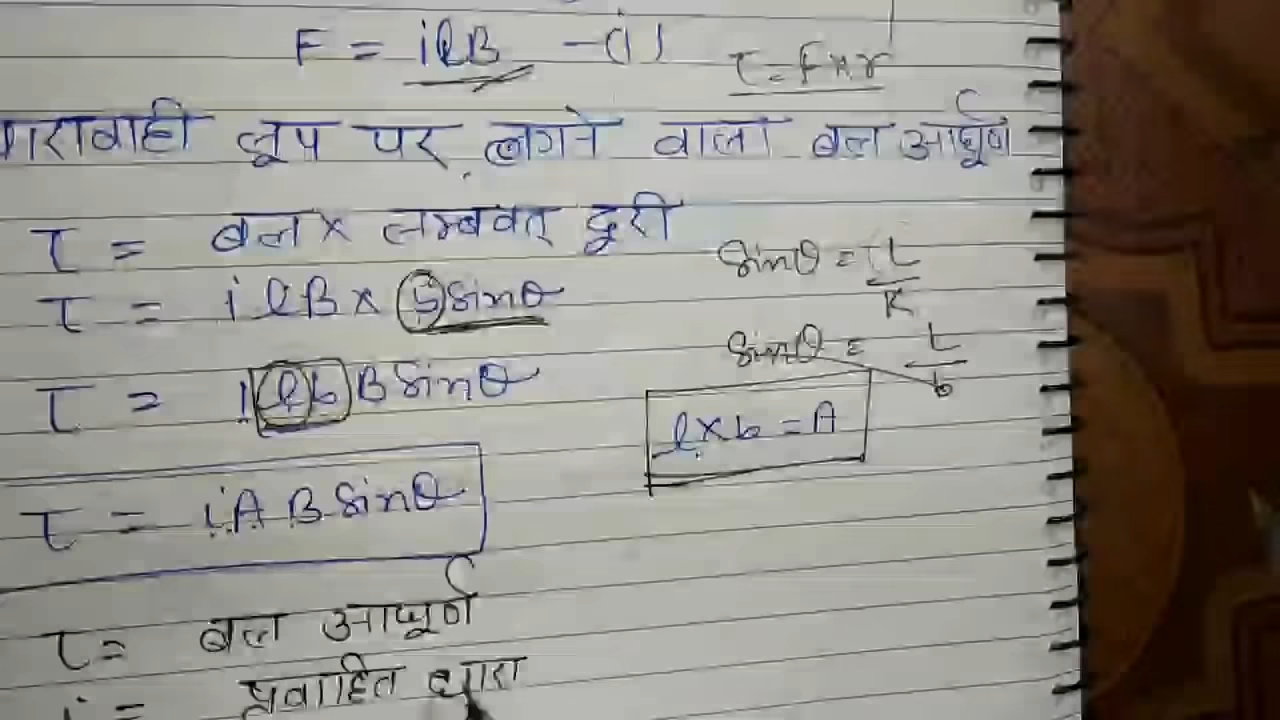 F = ilB -(1)
τ = F×r
धारावाही लूप पर लगने वाला बल आघूर्ण
τ = बल × लम्बवत् दूरी
τ = ilB × b sinθ
sinθ = L/K
τ = ilbB sinθ
sinθ = L/b
l×b = A
τ = iAB sinθ
τ = बल आघूर्ण
i = प्रवाहित धारा